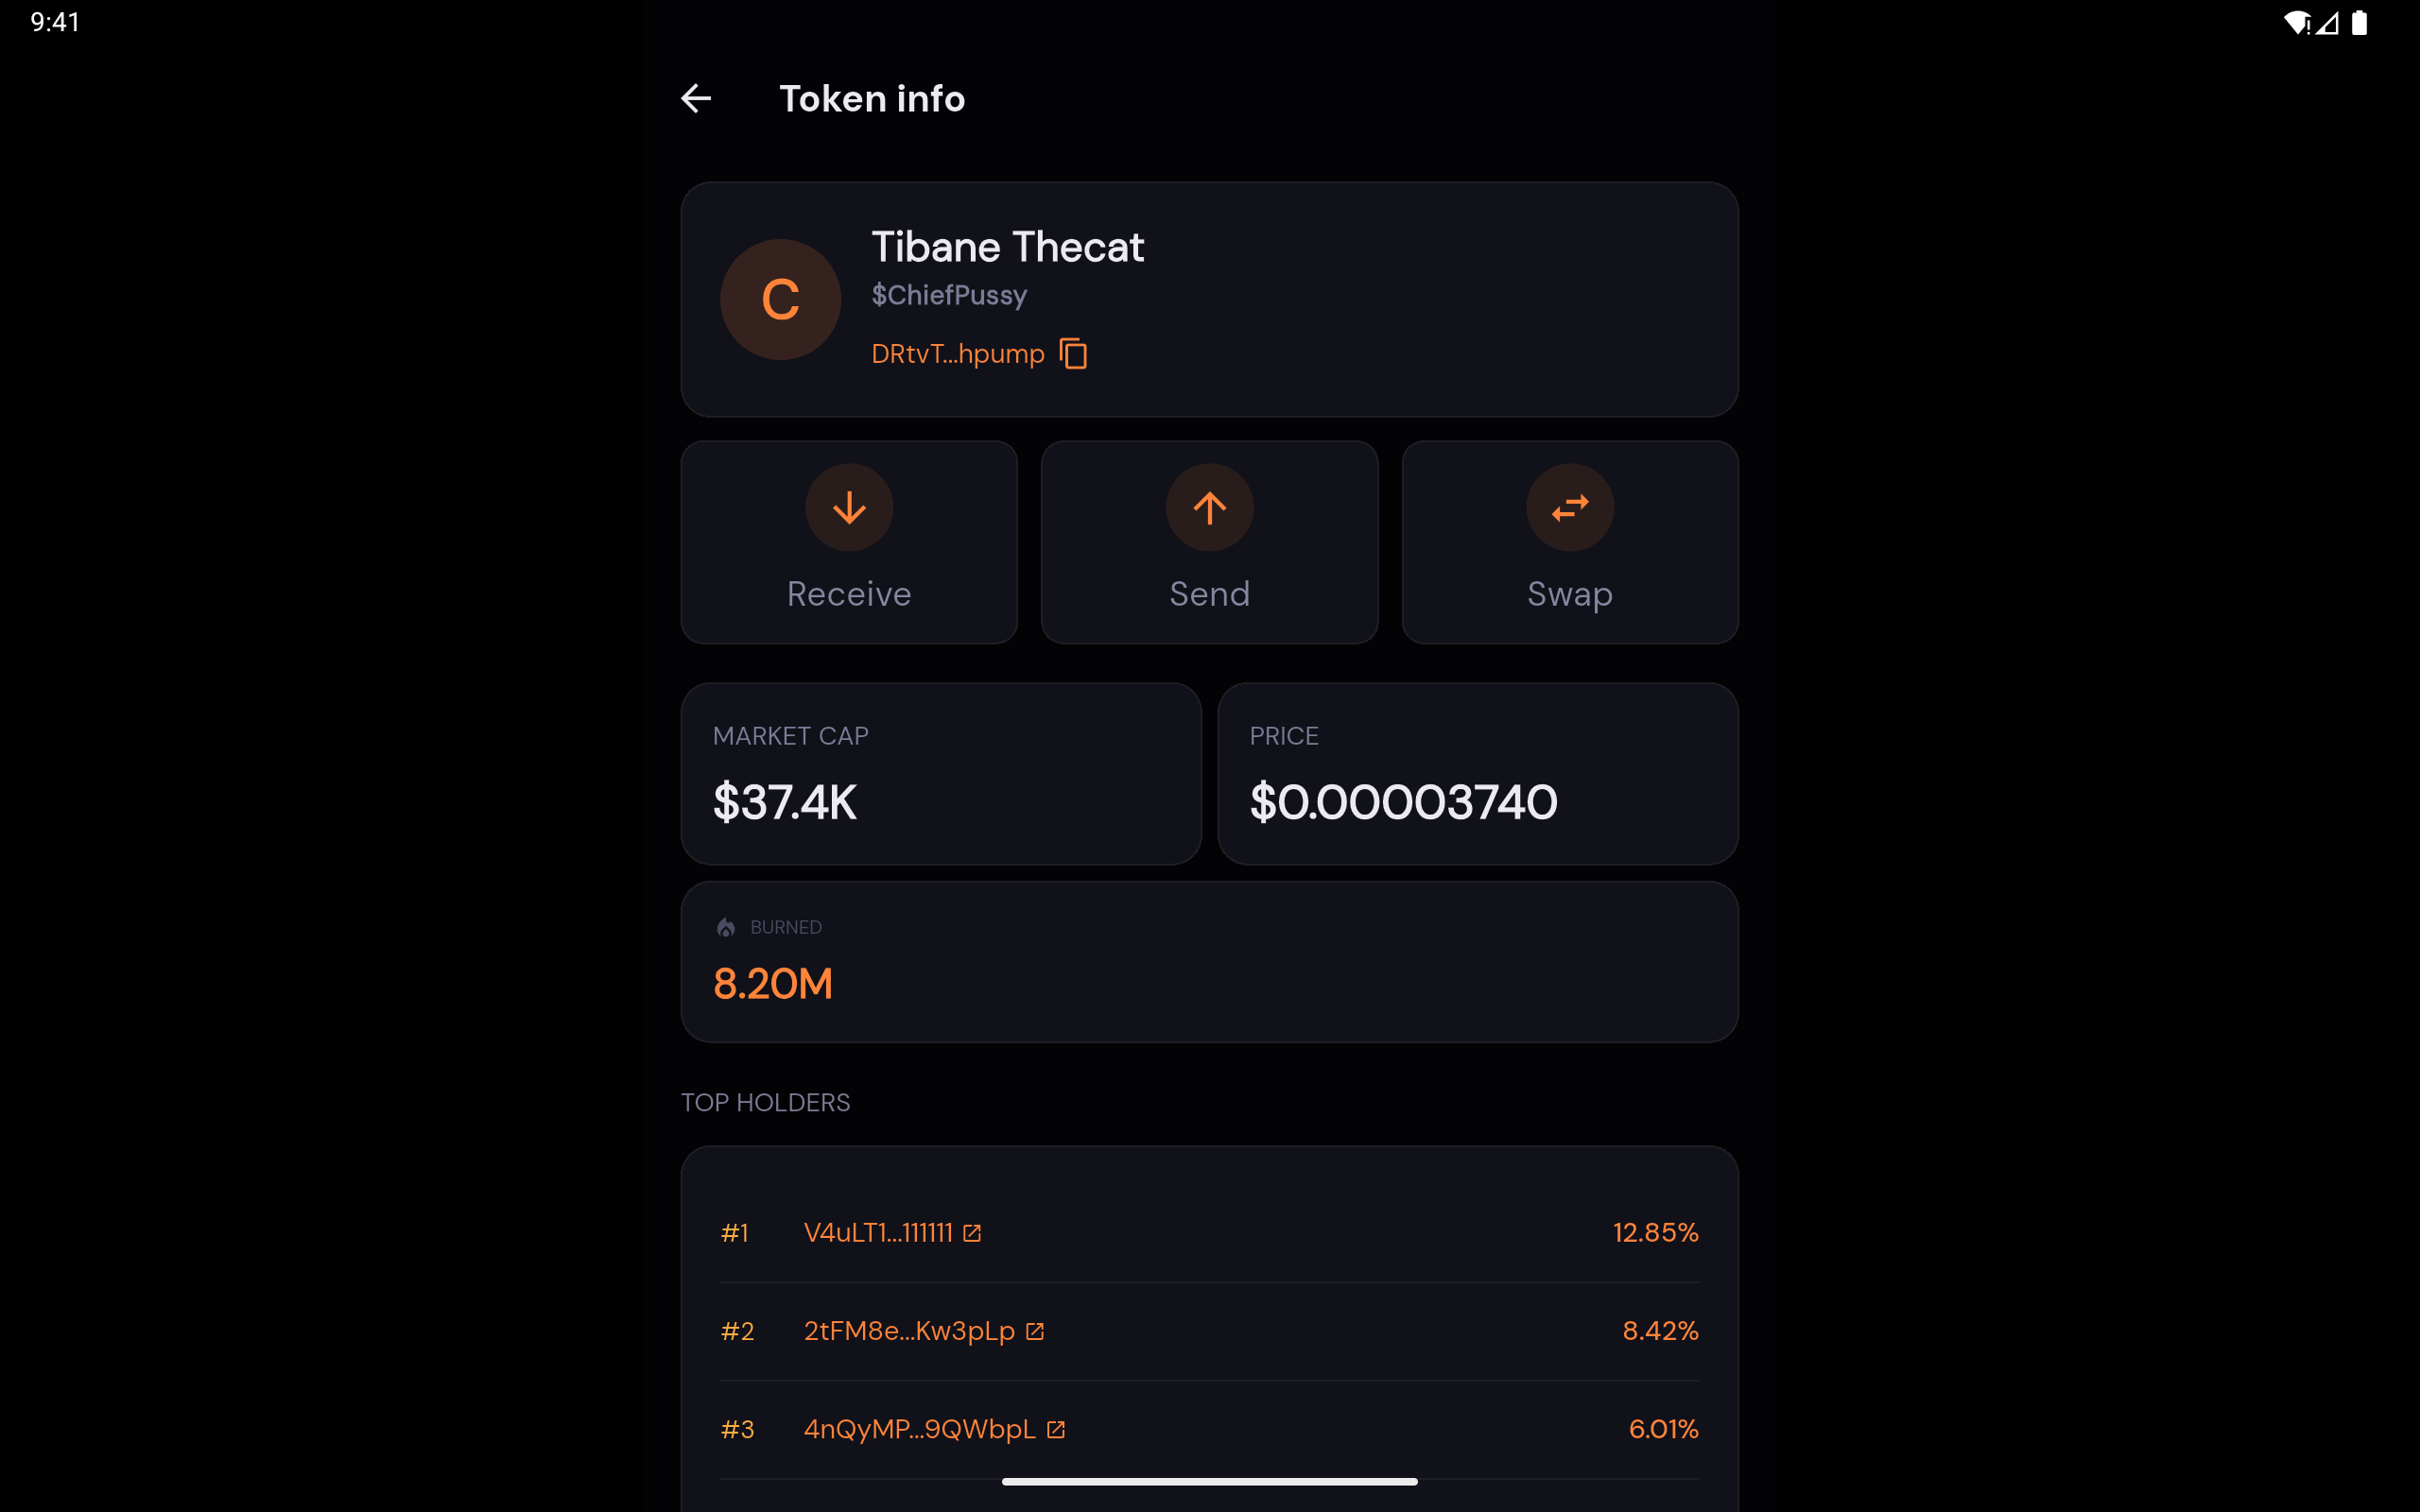 9:41
Token info
C
Tibane Thecat
$ChiefPussy
DRtvT...hpump
Receive
Send
Swap
MARKET CAP
$37.4K
PRICE
$0.00003740
BURNED
8.20M
TOP HOLDERS
#1 V4uLT1...111111 12.85%
#2 2tFM8e...Kw3pLp 8.42%
#3 4nQyMP...9QWbpL 6.01%